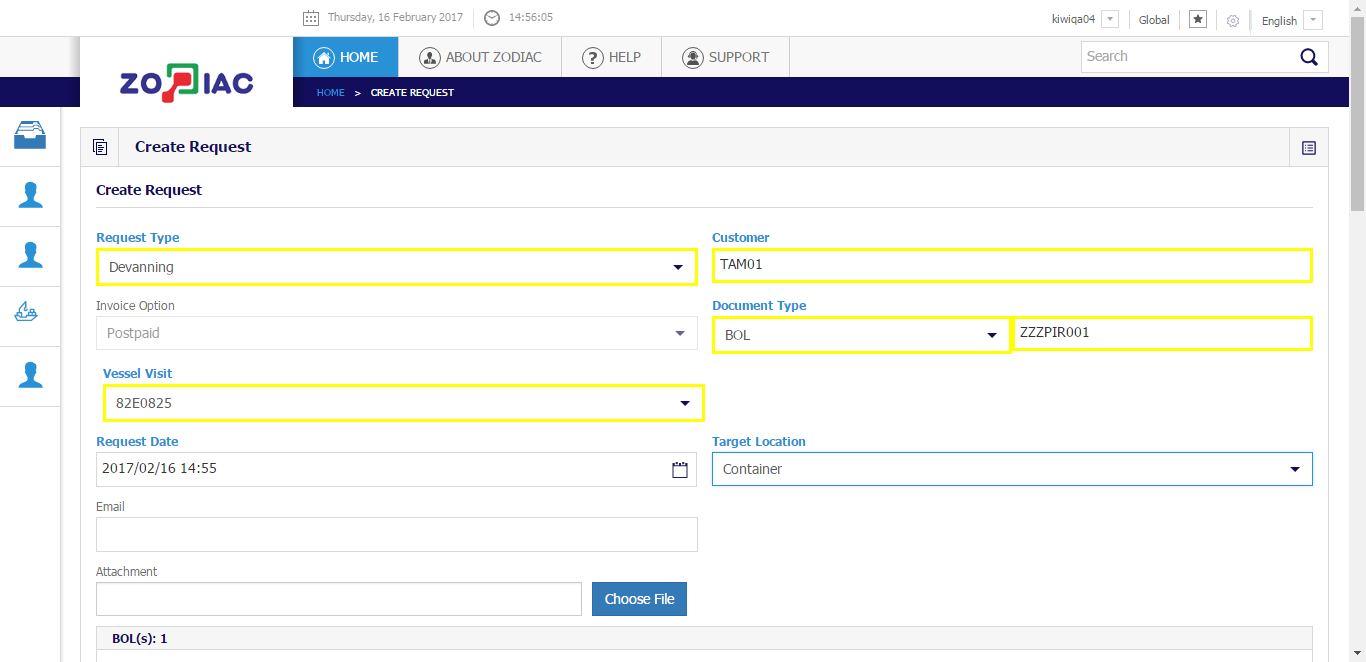 Thursday, 16 February 2017 14:56:05 kiwiqa04 Global English
ZODIAC HOME ABOUT ZODIAC HELP SUPPORT Search
HOME > CREATE REQUEST
Create Request
Create Request
Request Type Customer
Devanning TAM01
Invoice Option Document Type
Postpaid BOL ZZZPIR001
Vessel Visit
82E0825
Request Date Target Location
2017/02/16 14:55 Container
Email
Attachment
Choose File
BOL(s): 1